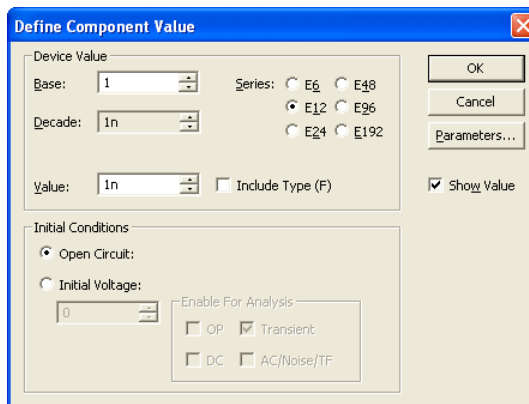 Define Component Value
Device Value
Base: 1
Decade: 1n
Value: 1n
Include Type (F)
Series: E6 E48
E12 E96
E24 E192
OK
Cancel
Parameters...
Show Value
Initial Conditions
Open Circuit:
Initial Voltage:
0
Enable For Analysis
OP Transient
DC AC/Noise/TF